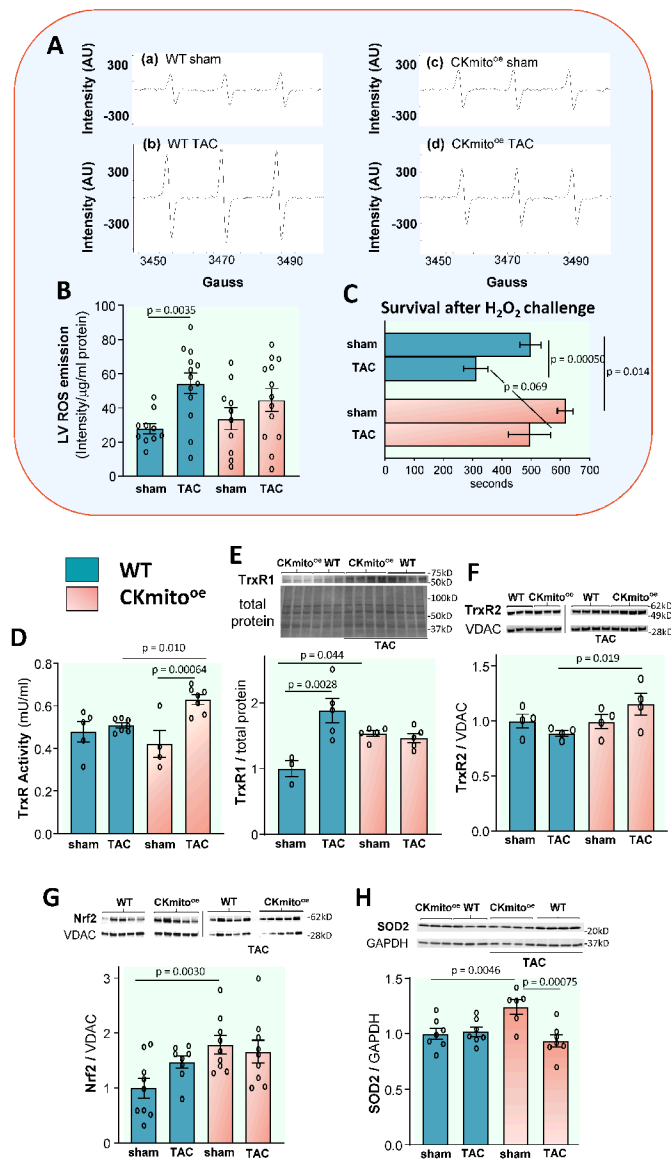 A
(a) WT sham
(c) CKmito^oe sham
Intensity (AU)
300
-300
Intensity (AU)
300
-300
(b) WT TAC
(d) CKmito^oe TAC
Intensity (AU)
300
-300
Intensity (AU)
300
-300
3450 3470 3490
3450 3470 3490
Gauss
Gauss
B
p = 0.0035
LV ROS emission
(Intensity/µg/ml protein)
100
80
60
40
20
0
sham TAC sham TAC
C
Survival after H₂O₂ challenge
sham
TAC
sham
TAC
p = 0.00050
p = 0.014
p = 0.069
0 100 200 300 400 500 600 700
seconds
WT
CKmito^oe
D
p = 0.010
p = 0.00064
TrxR Activity (mU/ml)
0.8
0.6
0.4
0.2
0.0
sham TAC sham TAC
E
CKmito^oe WT CKmito^oe WT
TrxR1
-75kD
-50kD
total
protein
-100kD
-50kD
-37kD
TAC
p = 0.044
p = 0.0028
TrxR1 / total protein
2
1
0
sham TAC sham TAC
F
WT CKmito^oe WT CKmito^oe
TrxR2
-62kD
-49kD
VDAC
-28kD
TAC
p = 0.019
TrxR2 / VDAC
1.5
1.0
0.5
0.0
sham TAC sham TAC
G
WT CKmito^oe WT CKmito^oe
Nrf2
-62kD
VDAC
-28kD
TAC
p = 0.0030
Nrf2 / VDAC
3
2
1
0
sham TAC sham TAC
H
CKmito^oe WT CKmito^oe WT
SOD2
-20kD
GAPDH
-37kD
TAC
p = 0.0046
p = 0.00075
SOD2 / GAPDH
1.5
1.0
0.5
0.0
sham TAC sham TAC